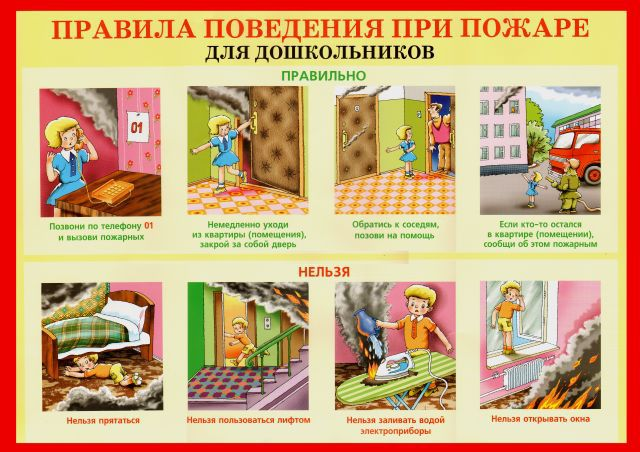 ПРАВИЛА ПОВЕДЕНИЯ ПРИ ПОЖАРЕ
ДЛЯ ДОШКОЛЬНИКОВ
ПРАВИЛЬНО
01
Позвони по телефону 01
и вызови пожарных
Немедленно уходи
из квартиры (помещения),
закрой за собой дверь
Обратись к соседям,
позови на помощь
Если кто-то остался
в квартире (помещении),
сообщи об этом пожарным
НЕЛЬЗЯ
Нельзя прятаться
Нельзя пользоваться лифтом
Нельзя заливать водой
электроприборы
Нельзя открывать окна